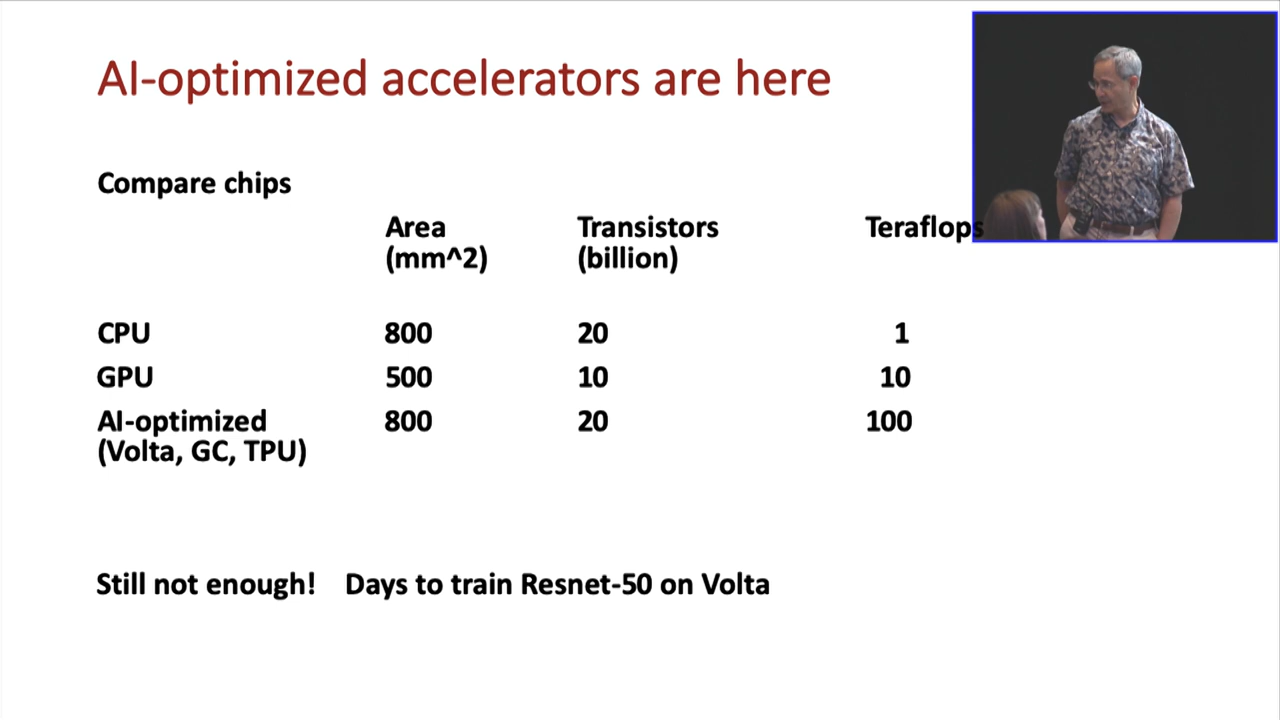 AI-optimized accelerators are here
Compare chips
Area Transistors Teraflops
(mm^2) (billion)
CPU 800 20 1
GPU 500 10 10
AI-optimized 800 20 100
(Volta, GC, TPU)
Still not enough! Days to train Resnet-50 on Volta